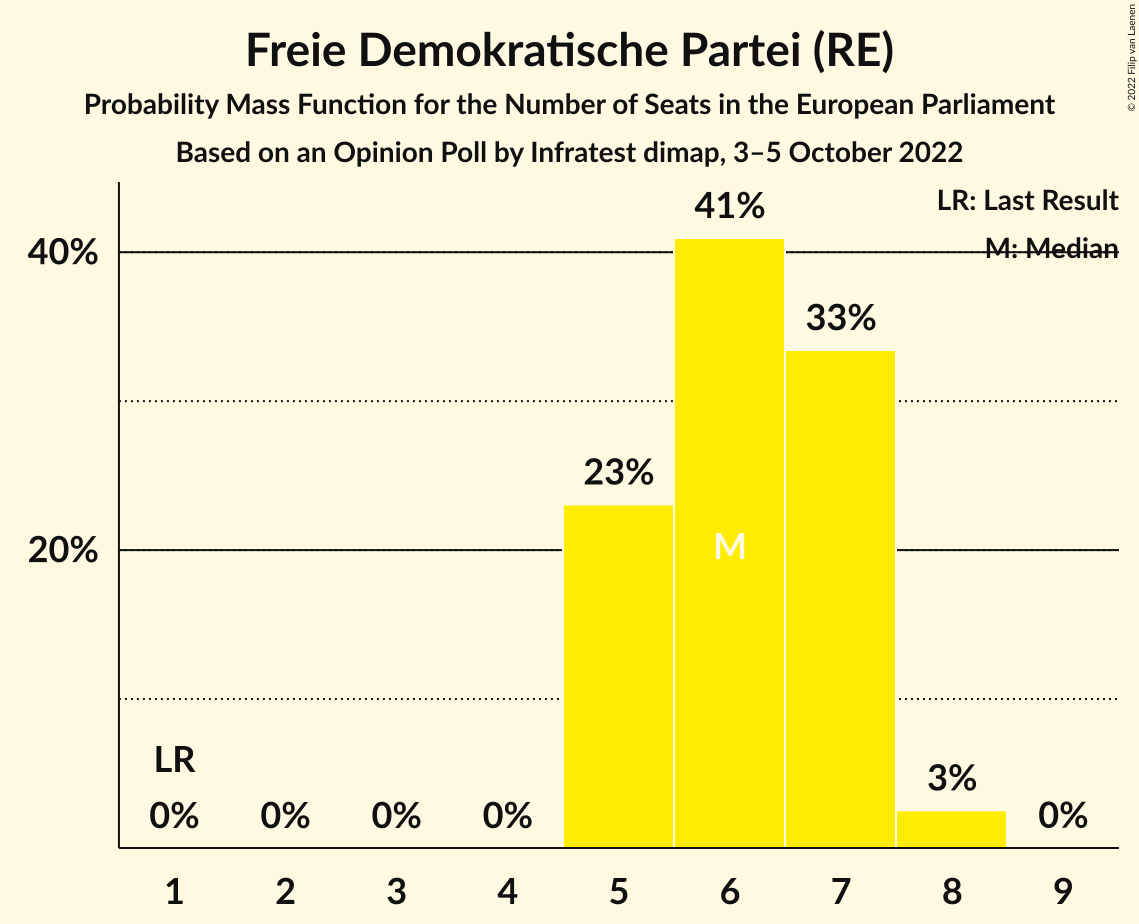 Freie Demokratische Partei (RE)
Probability Mass Function for the Number of Seats in the European Parliament
Based on an Opinion Poll by Infratest dimap, 3–5 October 2022
© 2022 Filip van Laenen
LR: Last Result
M: Median
40%
20%
LR
0%
0%
0%
0%
23%
41%
M
33%
3%
0%
1 2 3 4 5 6 7 8 9